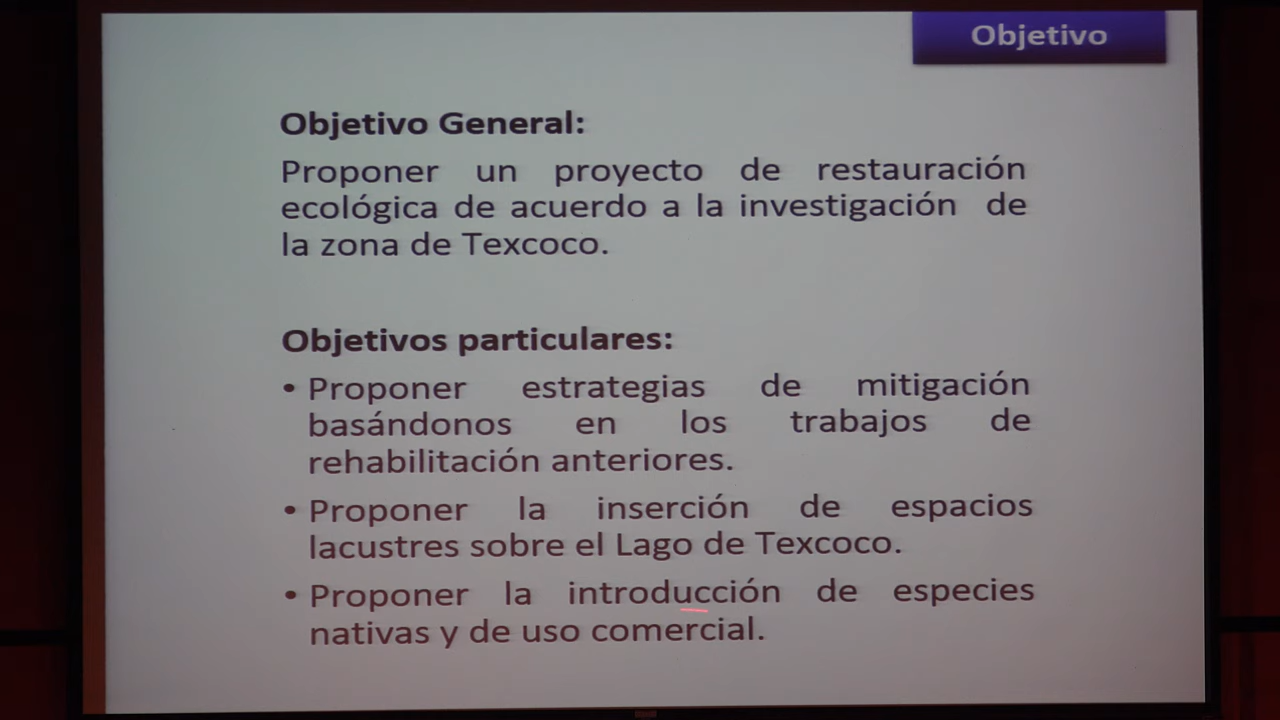 Objetivo
Objetivo General:
Proponer un proyecto de restauración
ecológica de acuerdo a la investigación de
la zona de Texcoco.
Objetivos particulares:
• Proponer estrategias de mitigación
basándonos en los trabajos de
rehabilitación anteriores.
• Proponer la inserción de espacios
lacustres sobre el Lago de Texcoco.
• Proponer la introducción de especies
nativas y de uso comercial.